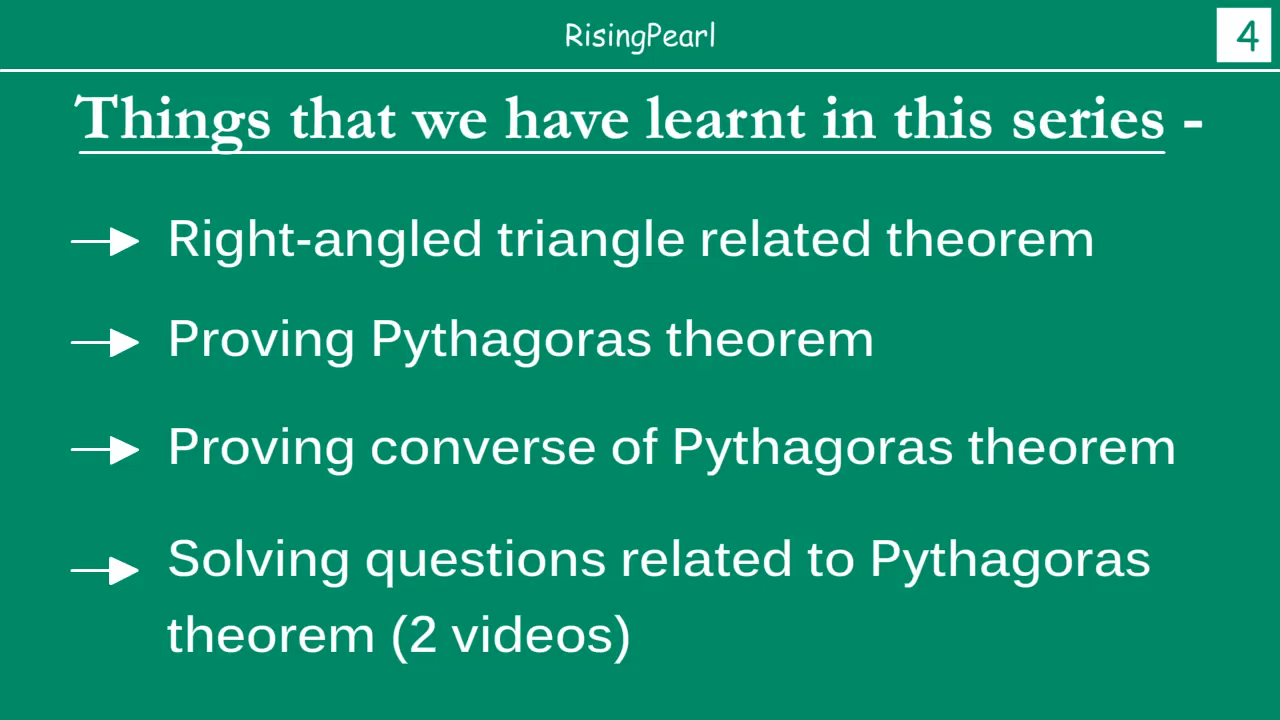 RisingPearl
4
Things that we have learnt in this series -
Right-angled triangle related theorem
Proving Pythagoras theorem
Proving converse of Pythagoras theorem
Solving questions related to Pythagoras
theorem (2 videos)